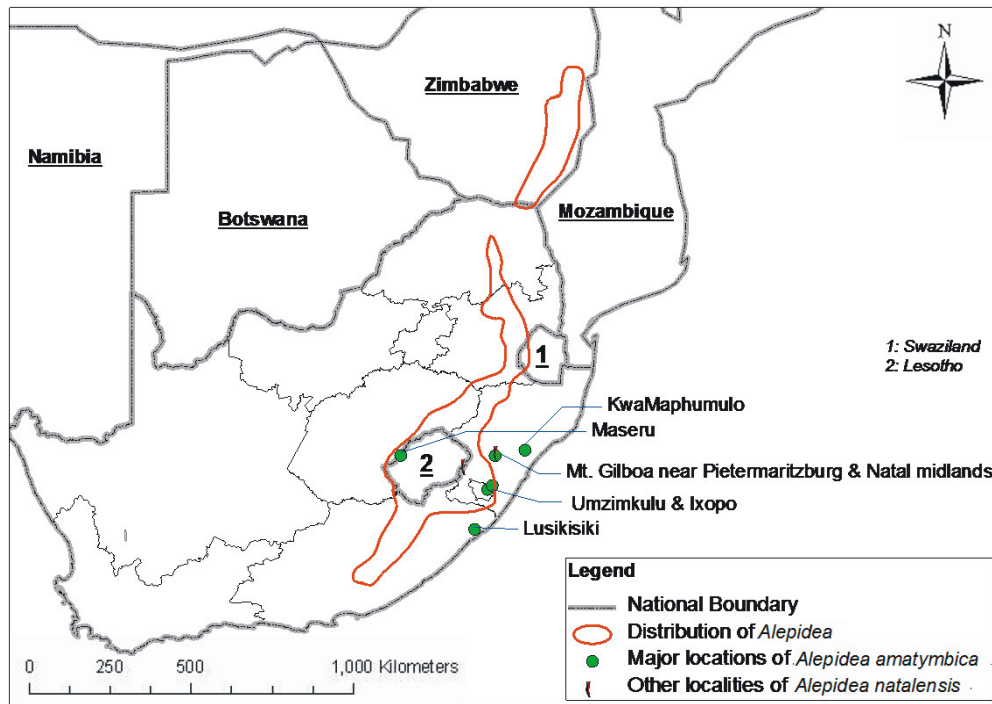 N
Zimbabwe
Namibia
Mozambique
Botswana
1
1: Swaziland
2: Lesotho
KwaMaphumulo
Maseru
2
Mt. Gilboa near Pietermaritzburg & Natal midlands
Umzimkulu & Ixopo
Lusikisiki
Legend
National Boundary
Distribution of Alepidea
Major locations of Alepidea amatymbica
Other localities of Alepidea natalensis
0 250 500 1,000 Kilometers